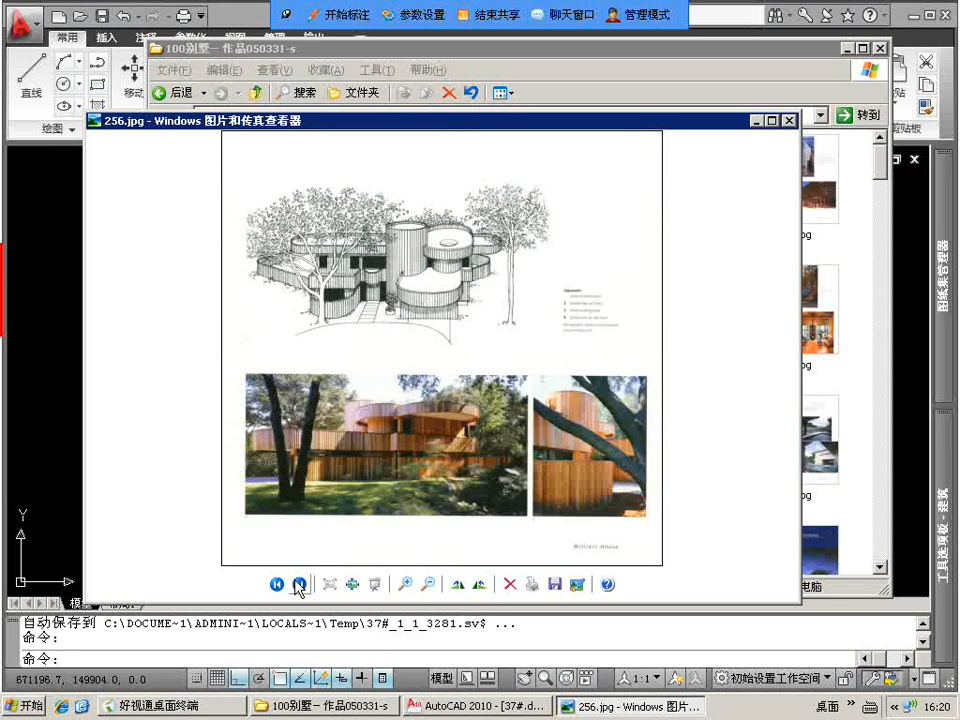 开始标注 参数设置 结束共享 聊天窗口 管理模式
常用 插入
100别墅- 作品050331-s
文件(F) 编辑(E) 查看(V) 收藏(A) 工具(T) 帮助(H)
直线 移动
后退 搜索 文件夹
绘图
256.jpg - Windows 图片和传真查看器
转到
剪贴板
图纸集管理器
Y
X
工具选项板 - 建筑
模型
自动保存到 C:\DOCUME~1\ADMINI~1\LOCALS~1\Temp\37#_1_1_3281.sv$ ...
命令:
命令:
671196.7, 149904.0, 0.0
模型
1:1
初始设置工作空间
开始
好视通桌面终端
100别墅- 作品050331-s
AutoCAD 2010 - [37#.d...
256.jpg - Windows 图片...
桌面
16:20